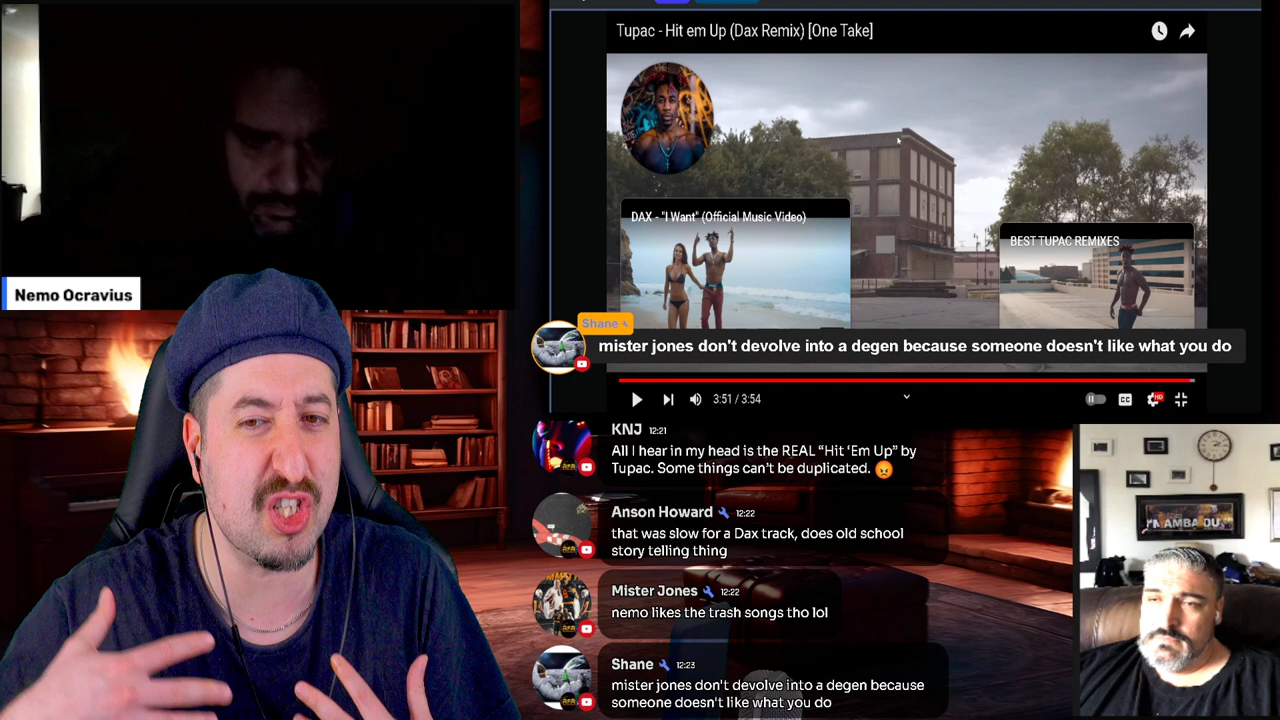 Tupac - Hit em Up (Dax Remix) [One Take]
DAX - "I Want" (Official Music Video)
BEST TUPAC REMIXES
Nemo Ocravius
Shane
mister jones don't devolve into a degen because someone doesn't like what you do
3:51 / 3:54
CC
HD
KNJ 12:21
All I hear in my head is the REAL “Hit ‘Em Up” by
Tupac. Some things can’t be duplicated. 😡
Anson Howard 12:22
that was slow for a Dax track, does old school
story telling thing
Mister Jones 12:22
nemo likes the trash songs tho lol
Shane 12:23
mister jones don't devolve into a degen because
someone doesn't like what you do